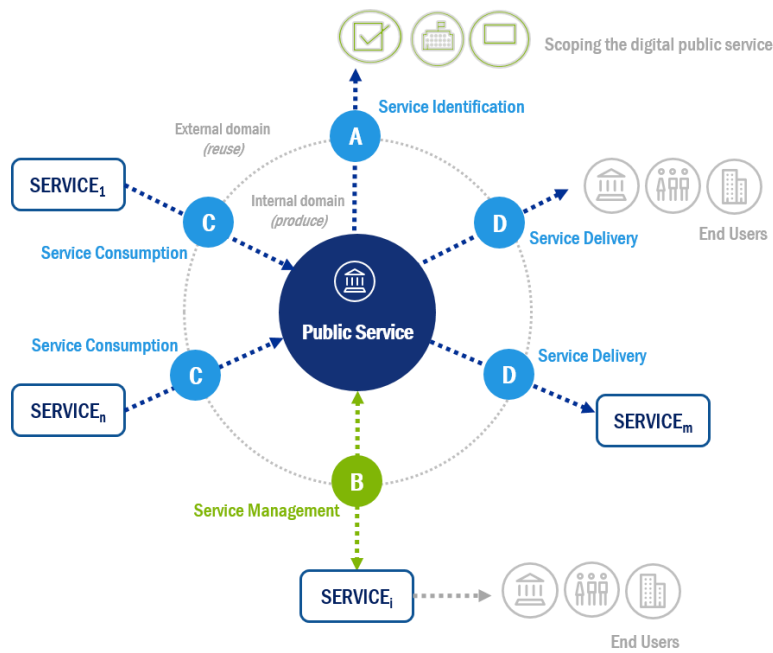 Scoping the digital public service
Service Identification
A
External domain
(reuse)
SERVICE1
Internal domain
(produce)
C
D
Service Consumption
Service Delivery
End Users
Public Service
Service Consumption
Service Delivery
C
D
SERVICEn
SERVICEm
B
Service Management
SERVICEi
End Users